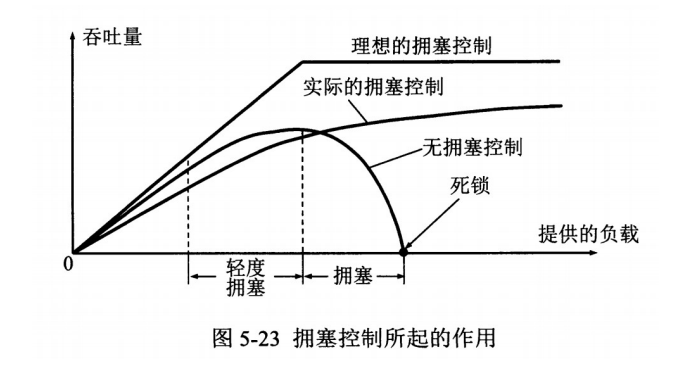 吞吐量
理想的拥塞控制
实际的拥塞控制
无拥塞控制
死锁
提供的负载
0
轻度
拥塞
拥塞
图 5-23 拥塞控制所起的作用